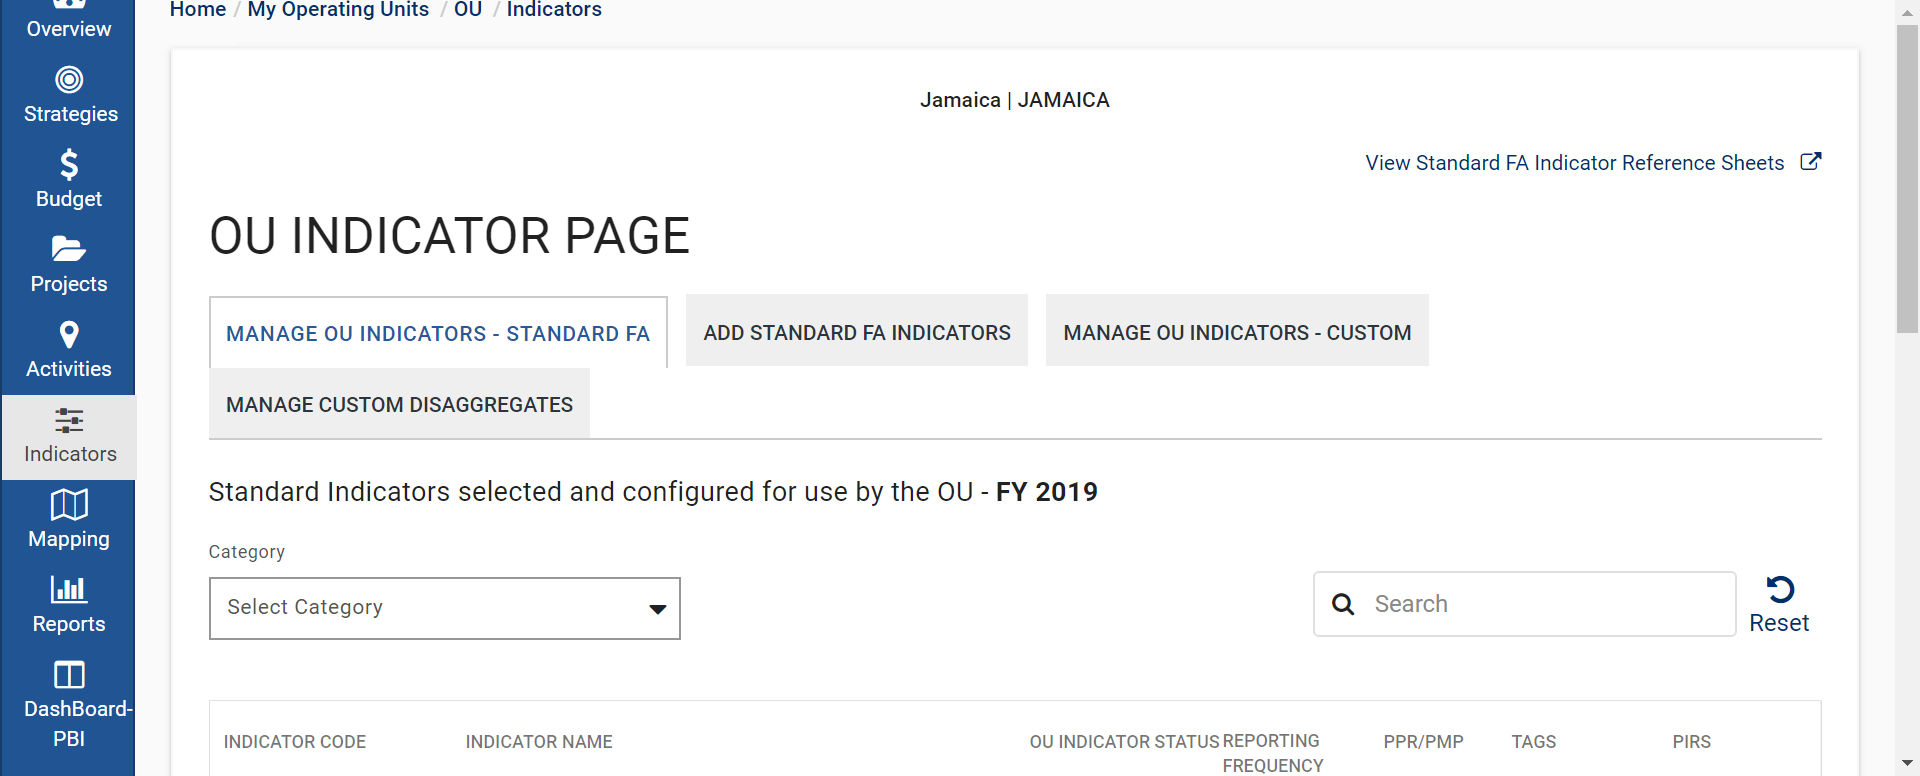 Home / My Operating Units / OU / Indicators
Overview
Strategies
Budget
Projects
Activities
Indicators
Mapping
Reports
DashBoard-
PBI
Jamaica | JAMAICA
View Standard FA Indicator Reference Sheets
OU INDICATOR PAGE
MANAGE OU INDICATORS - STANDARD FA
ADD STANDARD FA INDICATORS
MANAGE OU INDICATORS - CUSTOM
MANAGE CUSTOM DISAGGREGATES
Standard Indicators selected and configured for use by the OU - FY 2019
Category
Select Category
Search
Reset
INDICATOR CODE
INDICATOR NAME
OU INDICATOR STATUS
REPORTING
FREQUENCY
PPR/PMP
TAGS
PIRS